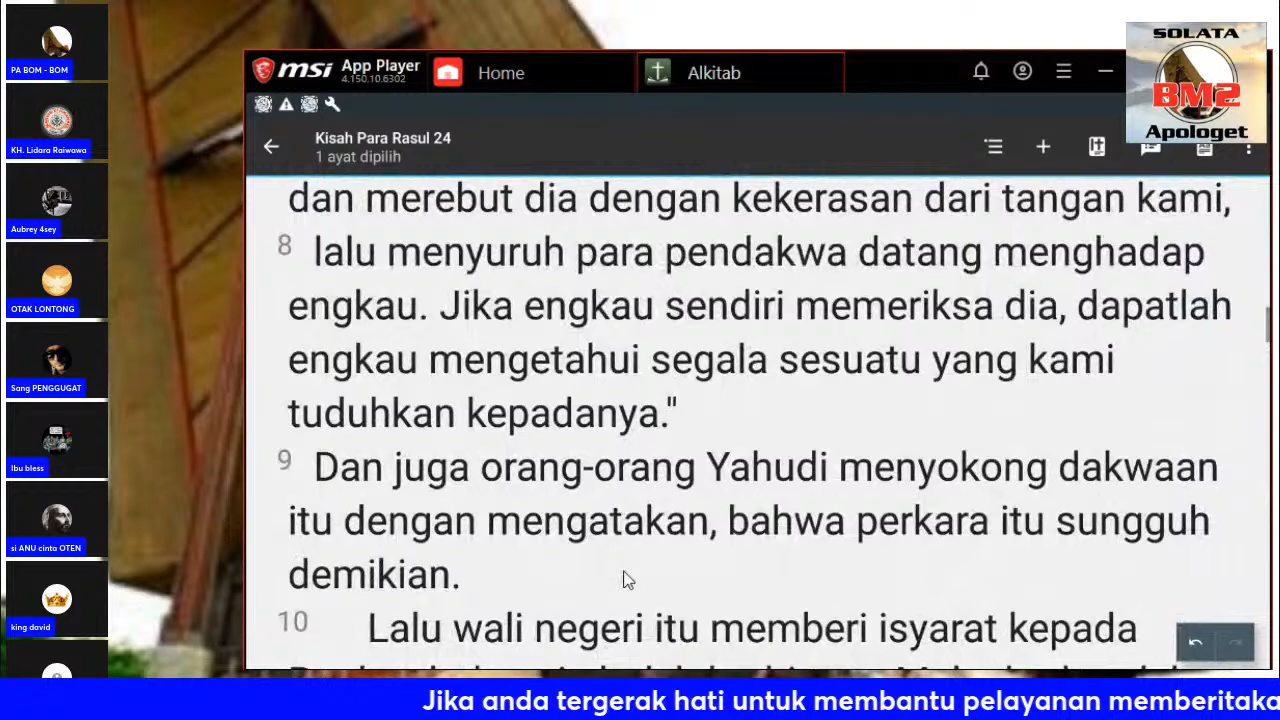 PA BOM - BOM
KH. Lidara Raiwawa
Aubrey 4sey
OTAK LONTONG
Sang PENGGUGAT
Ibu bless
si ANU cinta OTEN
king david
msi App Player
4.150.10.6302
Home
Alkitab
SOLATA
BM2
Apologet
Kisah Para Rasul 24
1 ayat dipilih
dan merebut dia dengan kekerasan dari tangan kami,
8 lalu menyuruh para pendakwa datang menghadap
engkau. Jika engkau sendiri memeriksa dia, dapatlah
engkau mengetahui segala sesuatu yang kami
tuduhkan kepadanya."
9 Dan juga orang-orang Yahudi menyokong dakwaan
itu dengan mengatakan, bahwa perkara itu sungguh
demikian.
10 Lalu wali negeri itu memberi isyarat kepada
Jika anda tergerak hati untuk membantu pelayanan memberitaka